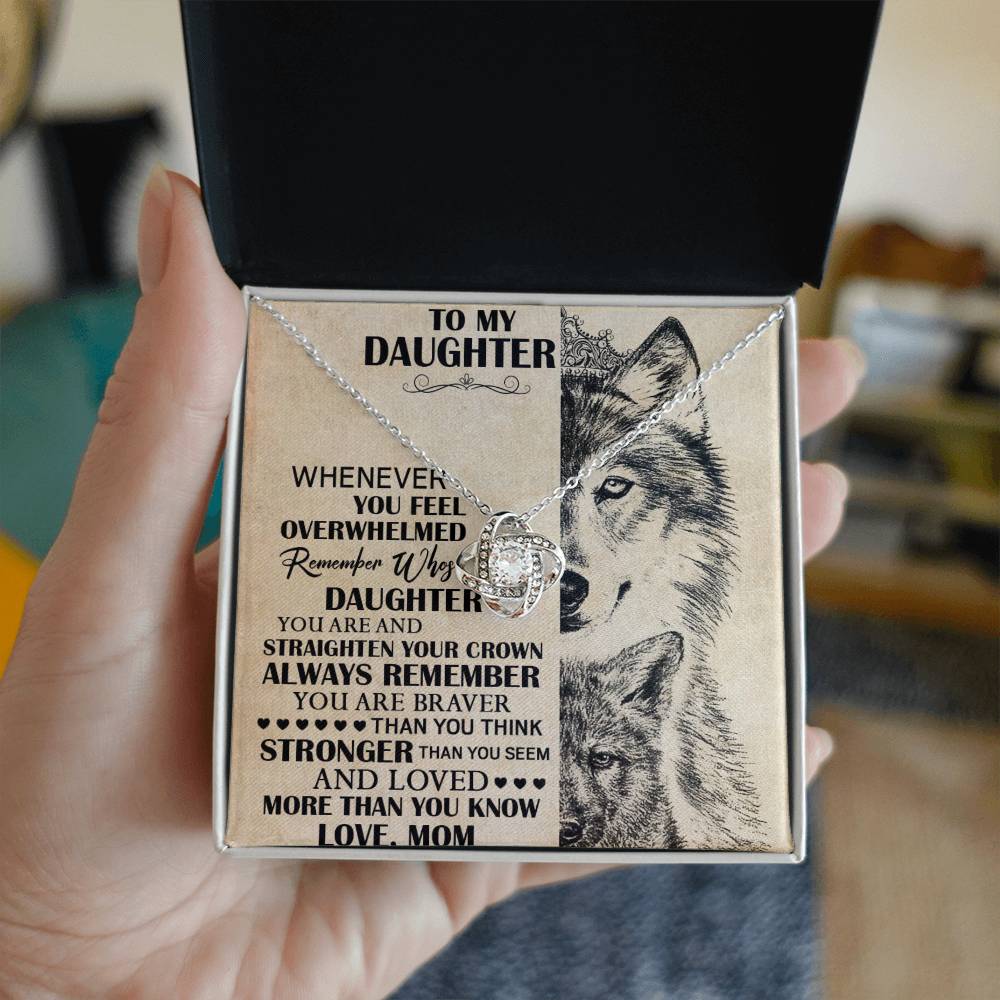 TO MY
DAUGHTER
WHENEVER
YOU FEEL
OVERWHELMED
Remember Whos
DAUGHTER
YOU ARE AND
STRAIGHTEN YOUR CROWN
ALWAYS REMEMBER
YOU ARE BRAVER
THAN YOU THINK
STRONGER THAN YOU SEEM
AND LOVED
MORE THAN YOU KNOW
LOVE, MOM